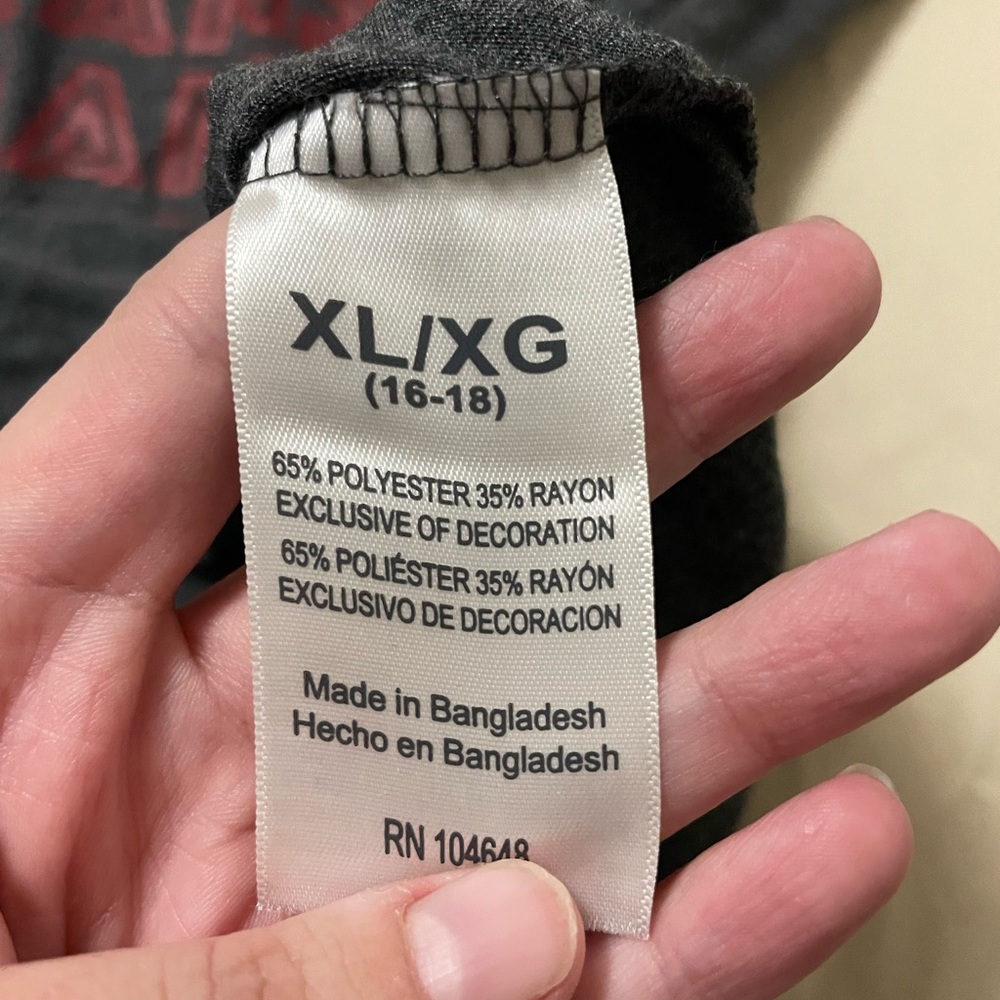 XL/XG
(16-18)
65% POLYESTER 35% RAYON
EXCLUSIVE OF DECORATION
65% POLIÉSTER 35% RAYÓN
EXCLUSIVO DE DECORACION
Made in Bangladesh
Hecho en Bangladesh
RN 104648